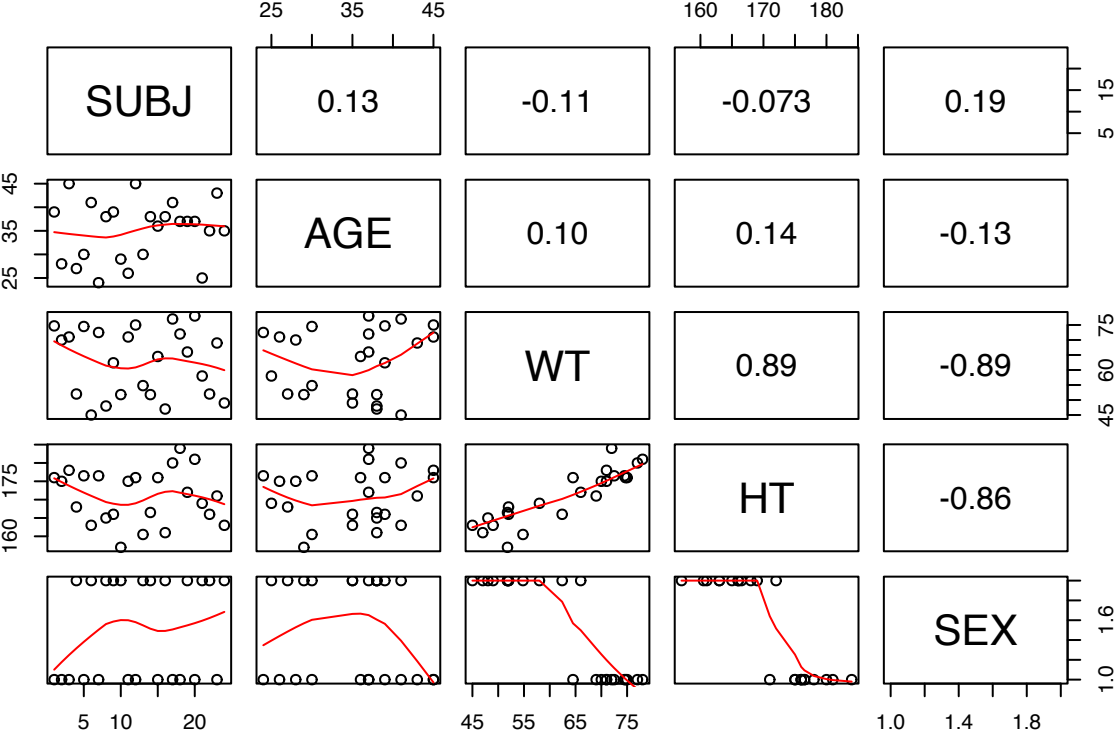 25 35 45 160 170 180
SUBJ 0.13 -0.11 -0.073 0.19 5 15
25 35 45 AGE 0.10 0.14 -0.13
WT 0.89 -0.89 45 60 75
160 175 HT -0.86
SEX 1.0 1.6
5 10 20 45 55 65 75 1.0 1.4 1.8